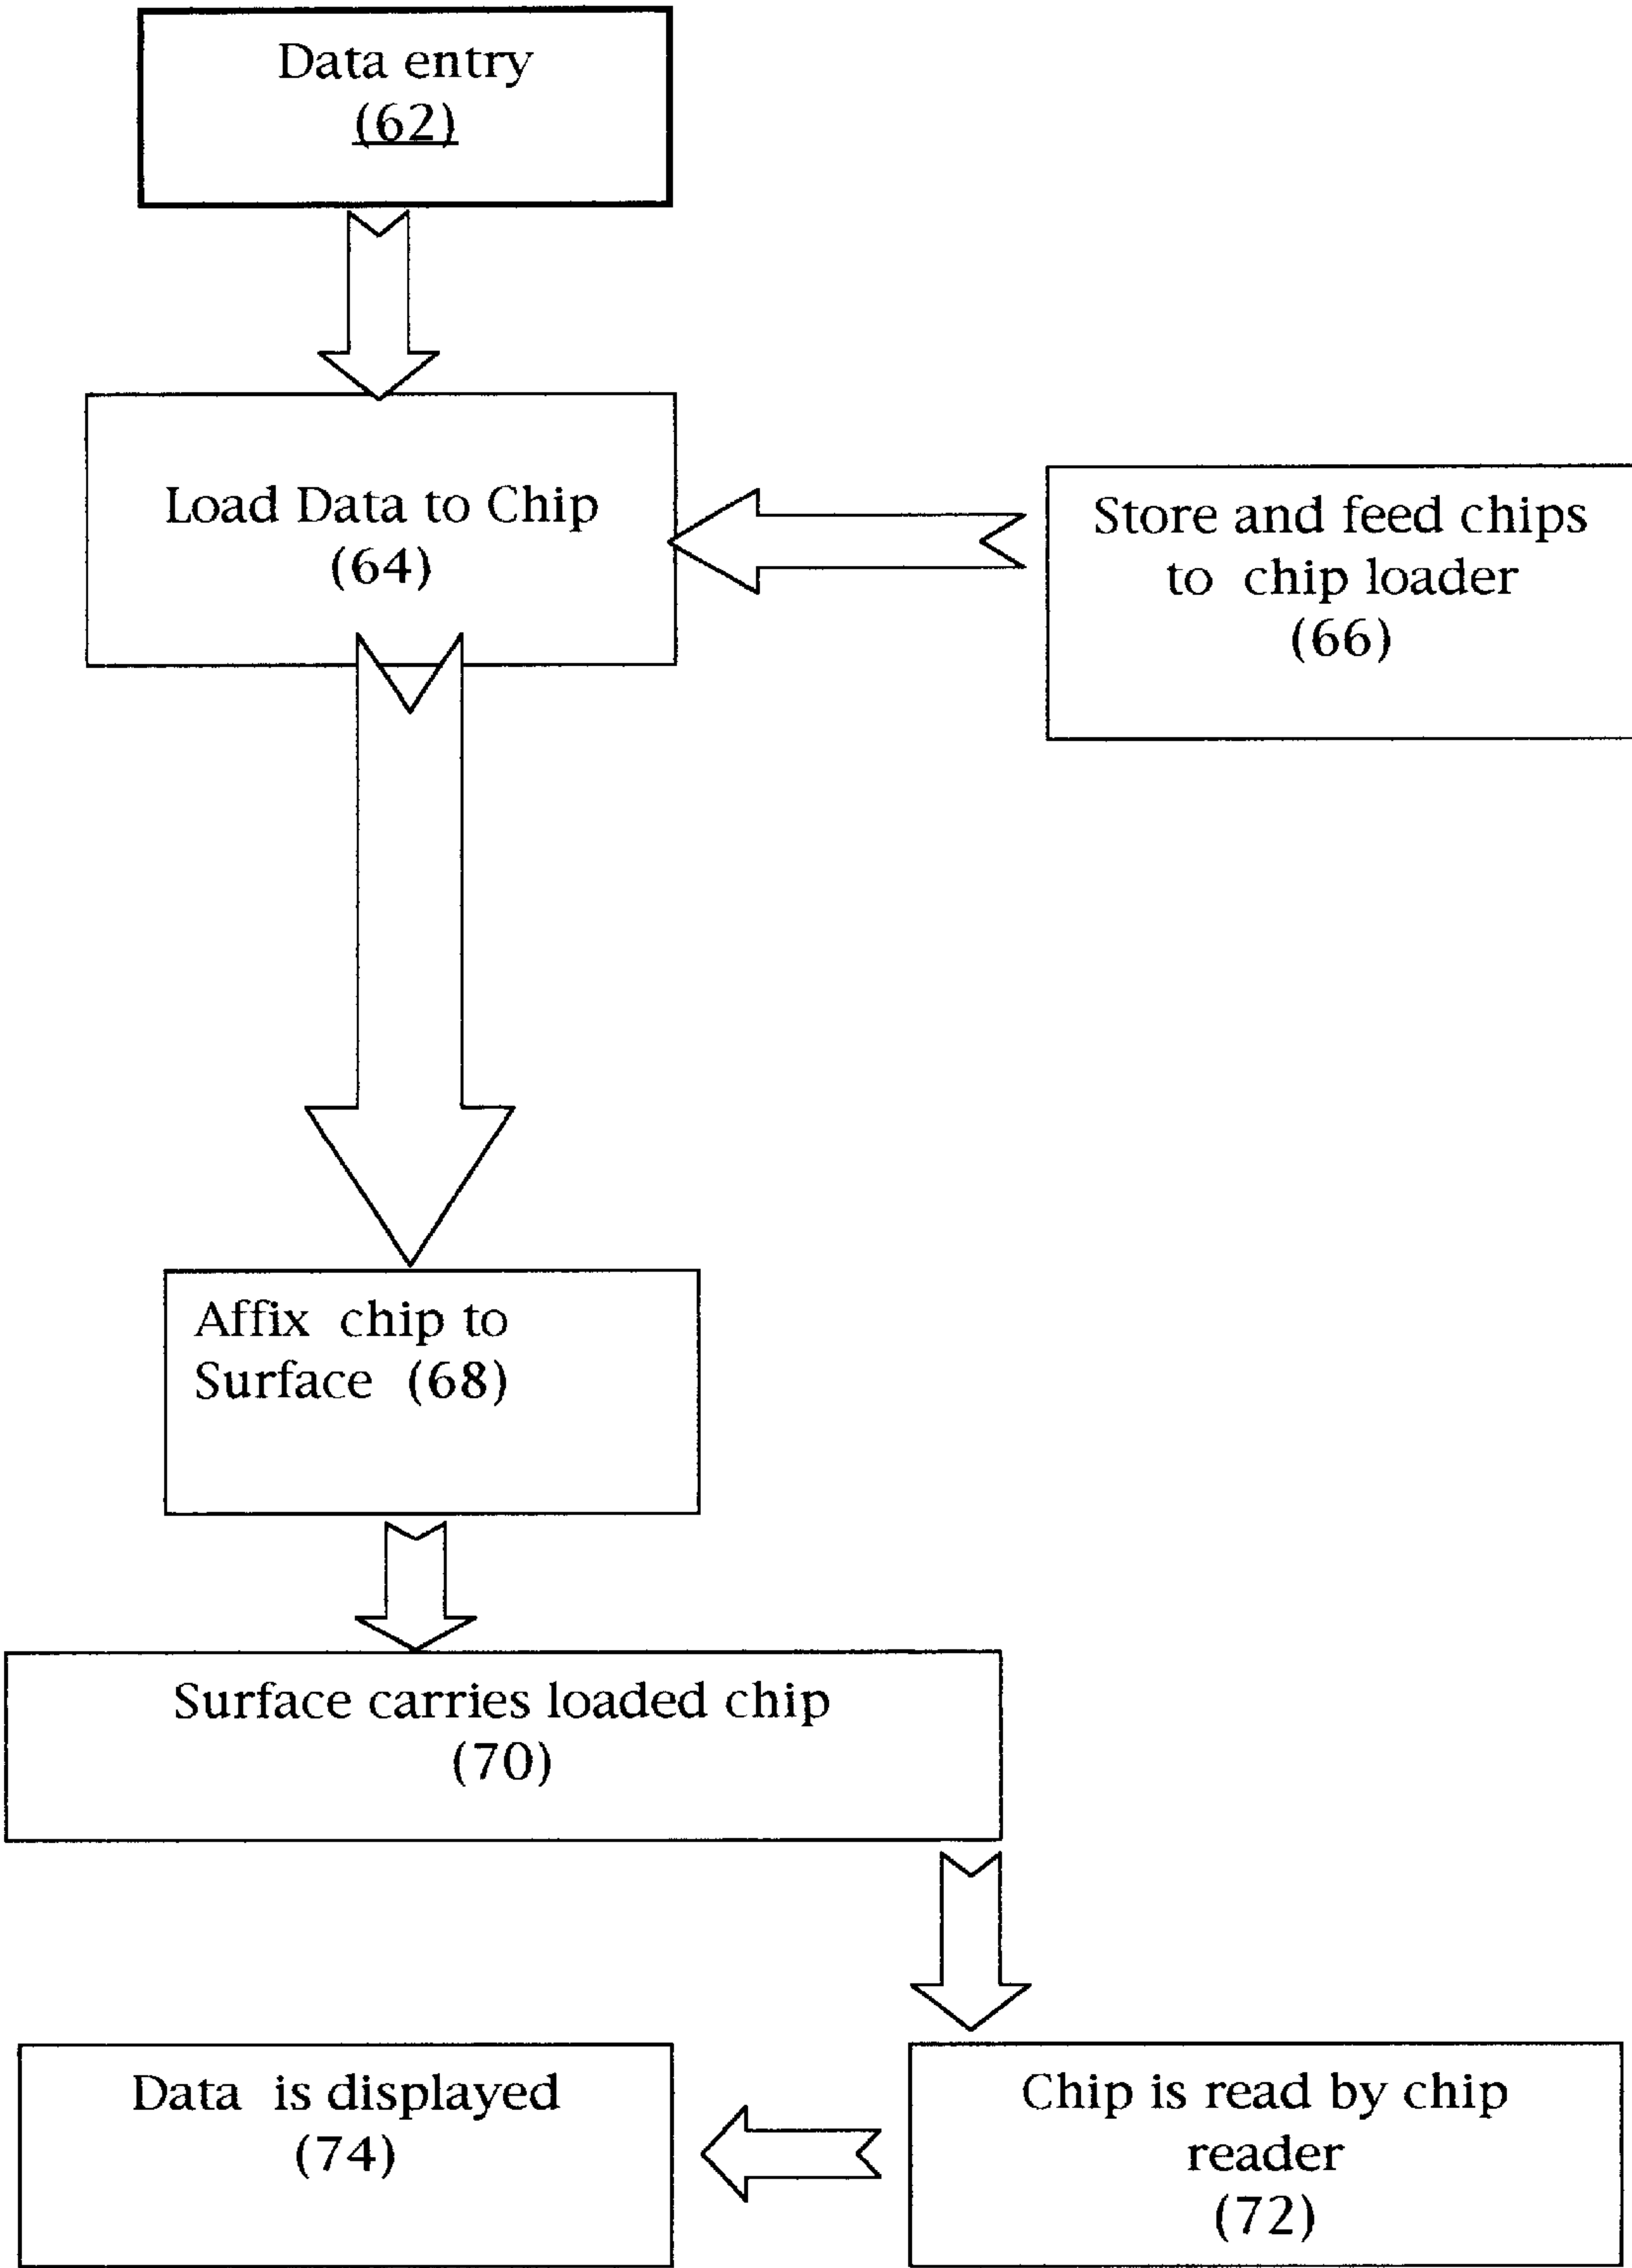 Data entry
(62)
Load Data to Chip
(64)
Store and feed chips
to chip loader
(66)
Affix chip to
Surface (68)
Surface carries loaded chip
(70)
Data is displayed
(74)
Chip is read by chip
reader
(72)